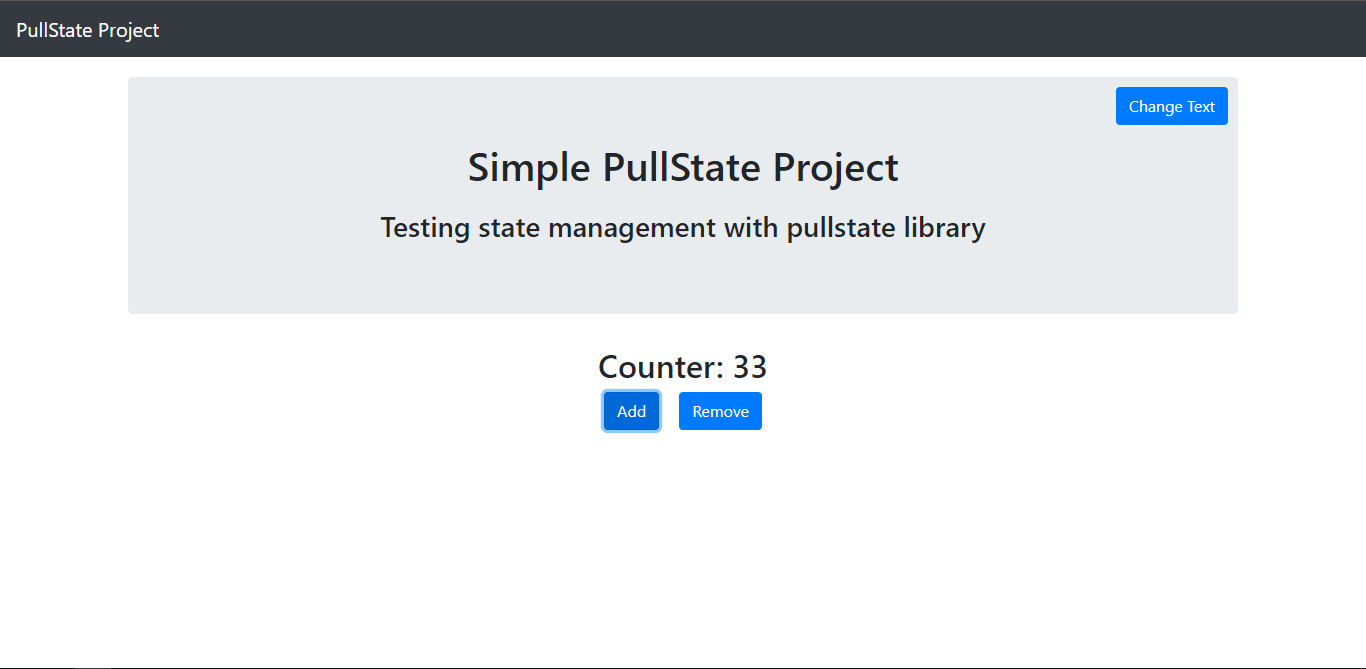 PullState Project
Change Text
Simple PullState Project
Testing state management with pullstate library
Counter: 33
Add Remove